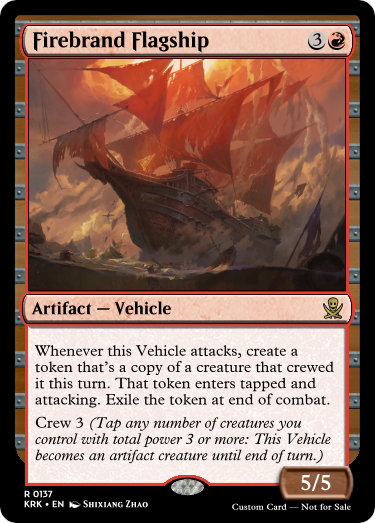 Firebrand Flagship 3
Artifact — Vehicle
Whenever this Vehicle attacks, create a
token that's a copy of a creature that crewed
it this turn. That token enters tapped and
attacking. Exile the token at end of combat.
Crew 3 (Tap any number of creatures you
control with total power 3 or more: This Vehicle
becomes an artifact creature until end of turn.)
5/5
R 0137
KRK • EN Shixiang Zhao
Custom Card — Not for Sale